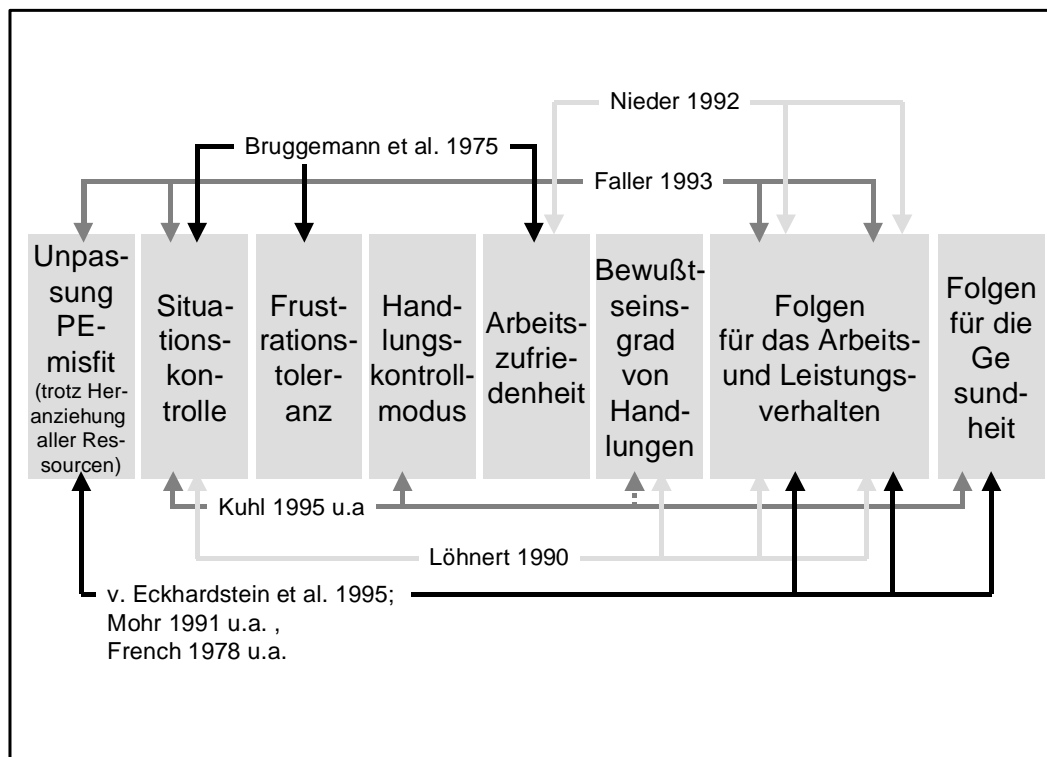 Nieder 1992
Bruggemann et al. 1975
Faller 1993
Unpas-
sung
PE-
misfit
(trotz Her-
anziehung
aller Res-
sourcen)
Situa-
tions-
kon-
trolle
Frust-
rations-
toler-
anz
Hand-
lungs-
kontroll-
modus
Arbeits-
zufrie-
denheit
Bewußt-
seins-
grad
von
Hand-
lungen
Folgen
für das Arbeits-
und Leistungs-
verhalten
Folgen
für die
Ge
sund-
heit
Kuhl 1995 u.a
Löhnert 1990
v. Eckhardstein et al. 1995;
Mohr 1991 u.a. ,
French 1978 u.a.